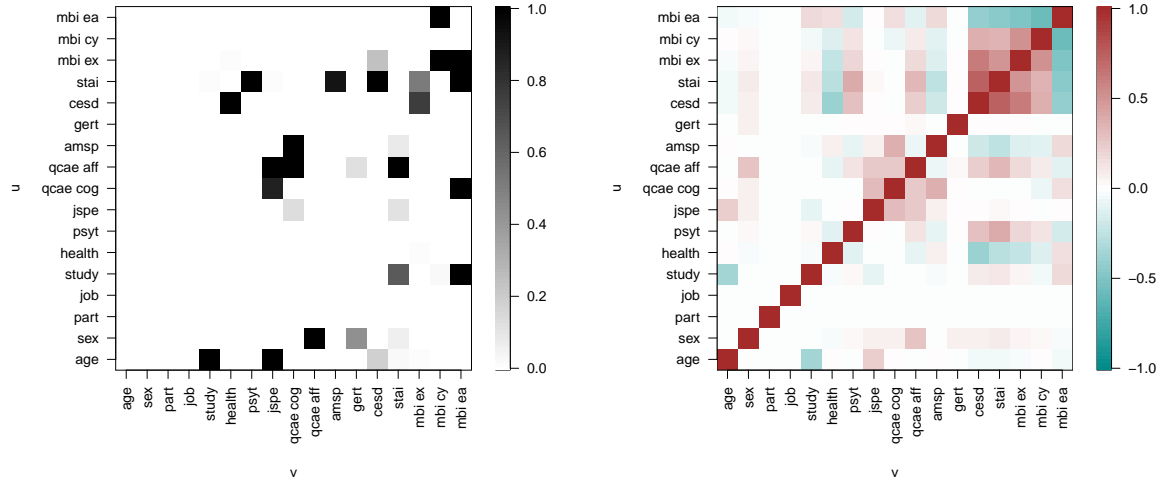 mbi ea
mbi cy
mbi ex
stai
cesd
gert
amsp
qcae aff
qcae cog
jspe
psyt
health
study
job
part
sex
age
u
age
sex
part
job
study
health
psyt
jspe
qcae cog
qcae aff
amsp
gert
cesd
stai
mbi ex
mbi cy
mbi ea
v
1.0
0.8
0.6
0.4
0.2
0.0
mbi ea
mbi cy
mbi ex
stai
cesd
gert
amsp
qcae aff
qcae cog
jspe
psyt
health
study
job
part
sex
age
u
age
sex
part
job
study
health
psyt
jspe
qcae cog
qcae aff
amsp
gert
cesd
stai
mbi ex
mbi cy
mbi ea
v
1.0
0.5
0.0
−0.5
−1.0